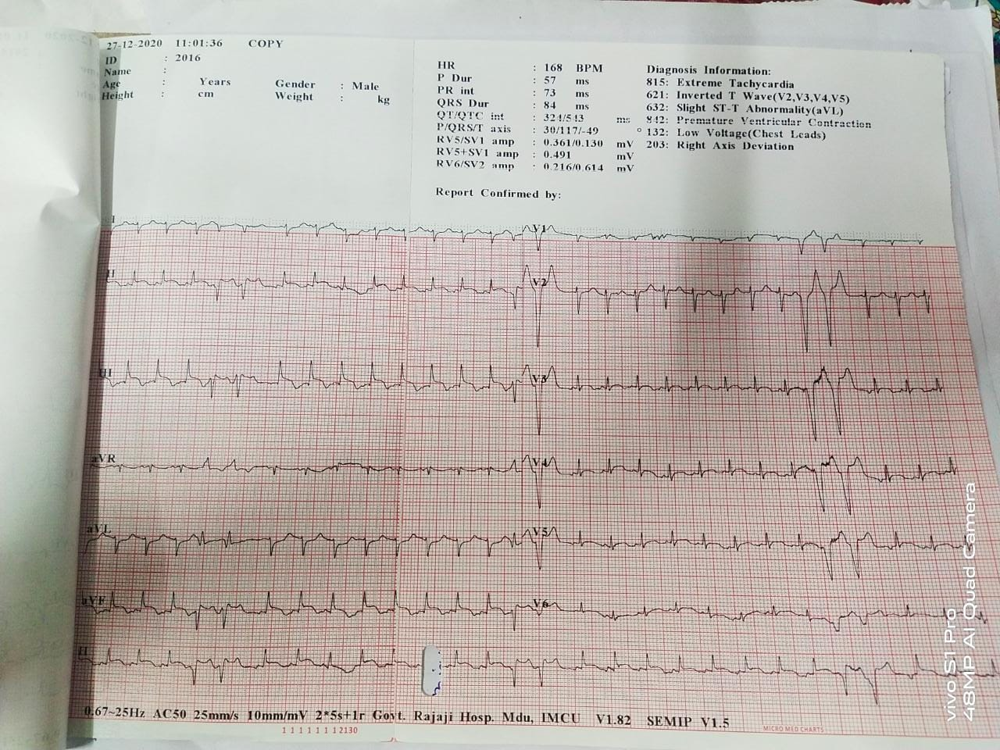 27-12-2020 11:01:36 COPY
ID : 2016
Name :
Age : Years Gender : Male
Height : cm Weight : kg
HR : 168 BPM
P Dur : 57 ms
PR int : 73 ms
QRS Dur : 84 ms
QT/QTC int : 324/543 ms
P/QRS/T axis : 30/117/-49 °
RV5/SV1 amp : 0.361/0.130 mV
RV5+SV1 amp : 0.491 mV
RV6/SV2 amp : 0.216/0.614 mV
Report Confirmed by:
Diagnosis Information:
815: Extreme Tachycardia
621: Inverted T Wave(V2,V3,V4,V5)
632: Slight ST-T Abnormality(aVL)
842: Premature Ventricular Contraction
132: Low Voltage(Chest Leads)
203: Right Axis Deviation
I
V1
II
V2
III
V3
aVR
V4
aVL
V5
aVF
V6
II
0.67~25Hz AC50 25mm/s 10mm/mV 2*5s+1r Govt. Rajaji Hosp. Mdu, IMCU V1.82 SEMIP V1.5
1 1 1 1 1 1 12130
MICRO MED CHARTS
vivo S1 Pro
48MP AI Quad Camera